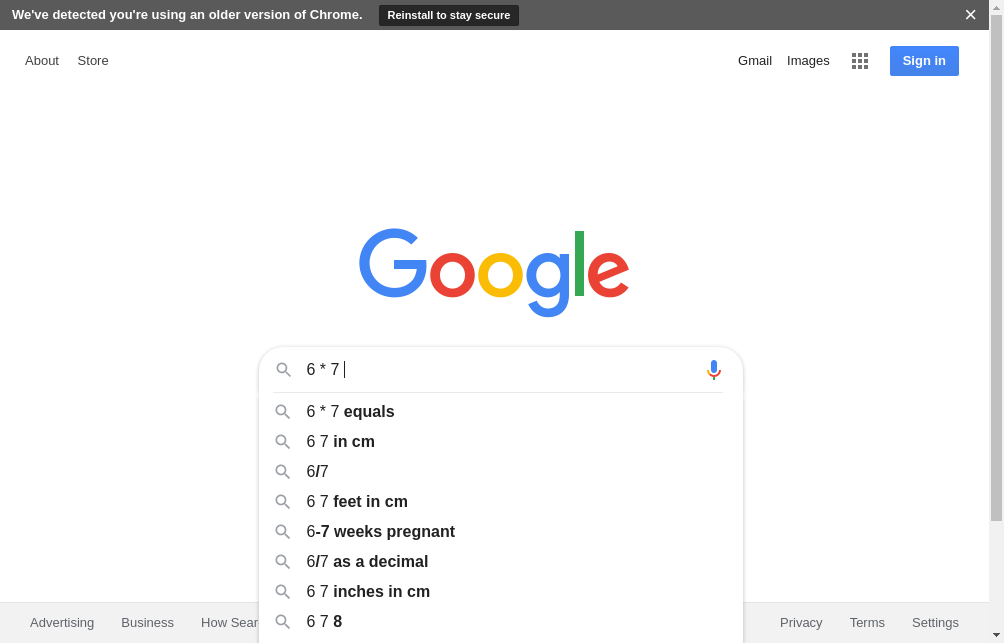 We've detected you're using an older version of Chrome. Reinstall to stay secure
About Store Gmail Images Sign in
Google
6 * 7
6 * 7 equals
6 7 in cm
6/7
6 7 feet in cm
6-7 weeks pregnant
6/7 as a decimal
6 7 inches in cm
6 7 8
Advertising Business How Privacy Terms Settings